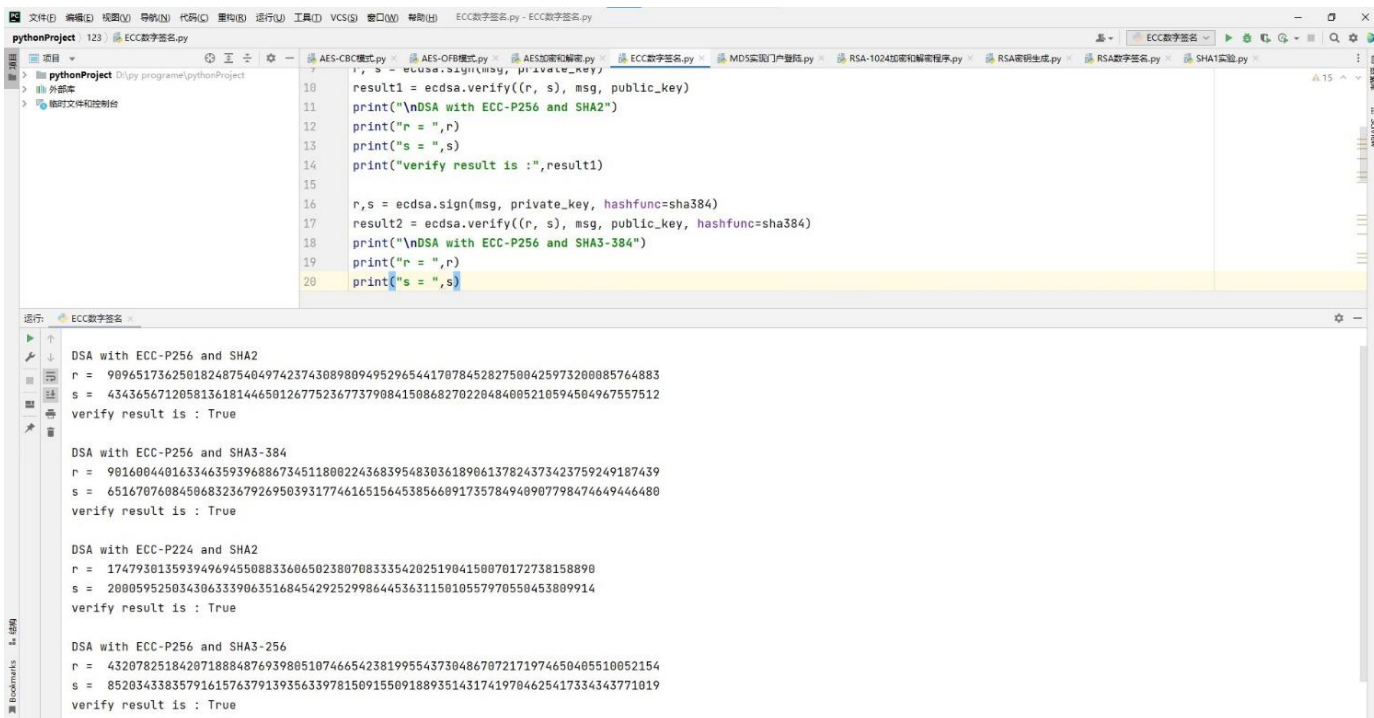 文件(F) 编辑(E) 视图(V) 导航(N) 代码(C) 重构(R) 运行(U) 工具(T) VCS(S) 窗口(W) 帮助(H) ECC数字签名.py - ECC数字签名.py
pythonProject 123 ECC数字签名.py ECC数字签名
项目 AES-CBC模式.py AES-OFB模式.py AES加密和解密.py ECC数字签名.py MD5实现门户登陆.py RSA-1024加密和解密程序.py RSA密钥生成.py RSA数字签名.py SHA1实验.py
pythonProject D:\py programe\pythonProject
外部库
临时文件和控制台
15
r, s = ecdsa.sign(msg, private_key)
10 result1 = ecdsa.verify((r, s), msg, public_key)
11 print("\nDSA with ECC-P256 and SHA2")
12 print("r = ",r)
13 print("s = ",s)
14 print("verify result is :",result1)
15
16 r,s = ecdsa.sign(msg, private_key, hashfunc=sha384)
17 result2 = ecdsa.verify((r, s), msg, public_key, hashfunc=sha384)
18 print("\nDSA with ECC-P256 and SHA3-384")
19 print("r = ",r)
20 print("s = ",s)
运行: ECC数字签名
DSA with ECC-P256 and SHA2
r = 90965173625018248754049742374308980949529654417078452827500425973200085764883
s = 43436567120581361814465012677523677379084150868270220484005210594504967557512
verify result is : True
DSA with ECC-P256 and SHA3-384
r = 90160044016334635939688673451180022436839548303618906137824373423759249187439
s = 65167076084506832367926950393177461651564538566091735784940907798474649446480
verify result is : True
DSA with ECC-P224 and SHA2
r = 17479301359394969455088336065023807083335420251904150070172738158890
s = 20005952503430633390635168454292529986445363115010557970550453809914
verify result is : True
DSA with ECC-P256 and SHA3-256
r = 43207825184207188848769398051074665423819955437304867072171974650405510052154
s = 85203433835791615763791393563397815091550918893514317419704625417334343771019
verify result is : True
结构
Bookmarks